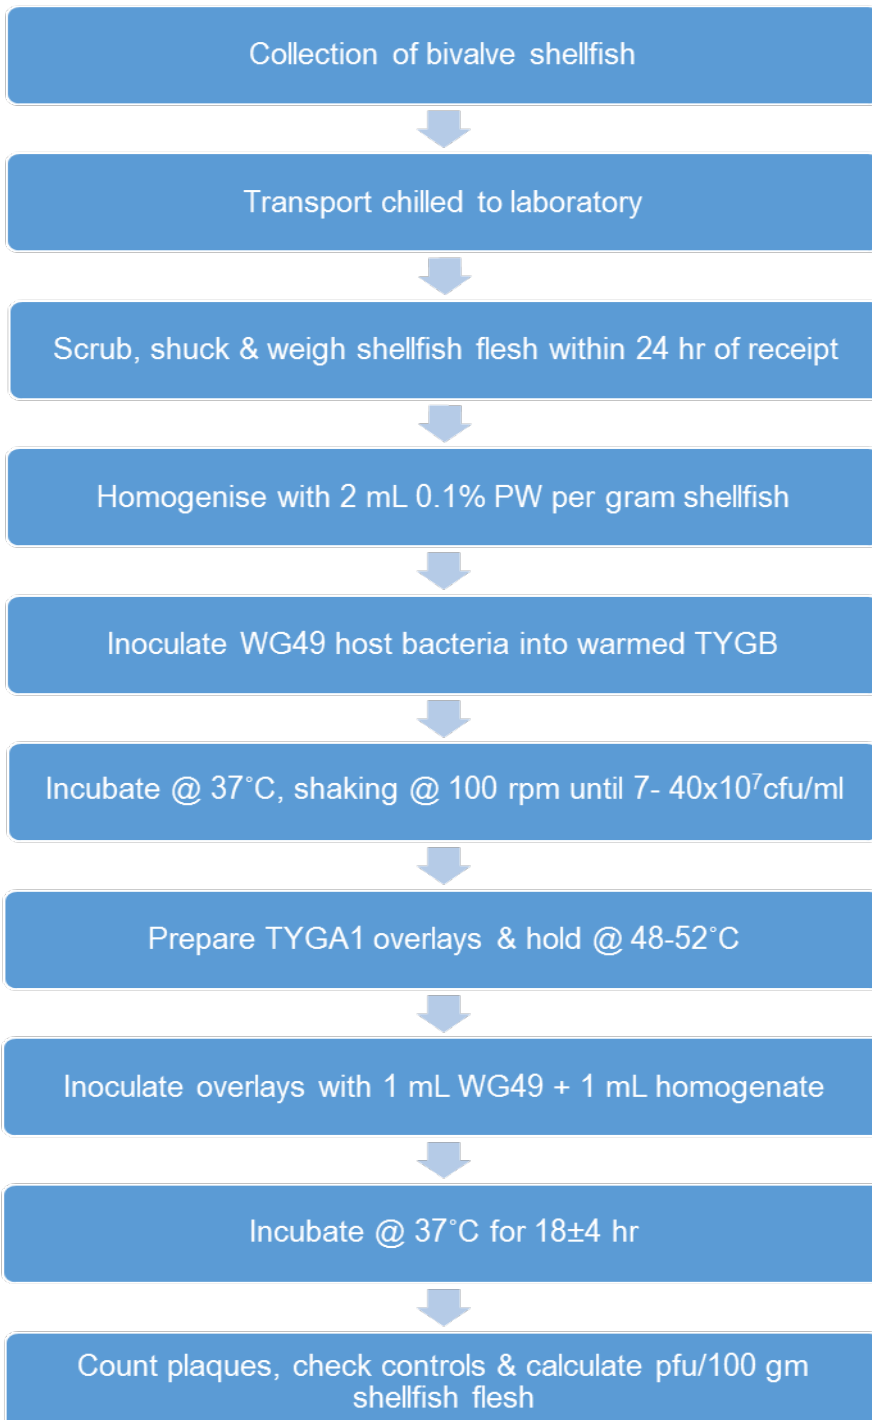 Collection of bivalve shellfish
Transport chilled to laboratory
Scrub, shuck & weigh shellfish flesh within 24 hr of receipt
Homogenise with 2 mL 0.1% PW per gram shellfish
Inoculate WG49 host bacteria into warmed TYGB
Incubate @ 37˚C, shaking @ 100 rpm until 7- 40x10⁷cfu/ml
Prepare TYGA1 overlays & hold @ 48-52˚C
Inoculate overlays with 1 mL WG49 + 1 mL homogenate
Incubate @ 37˚C for 18±4 hr
Count plaques, check controls & calculate pfu/100 gm
shellfish flesh